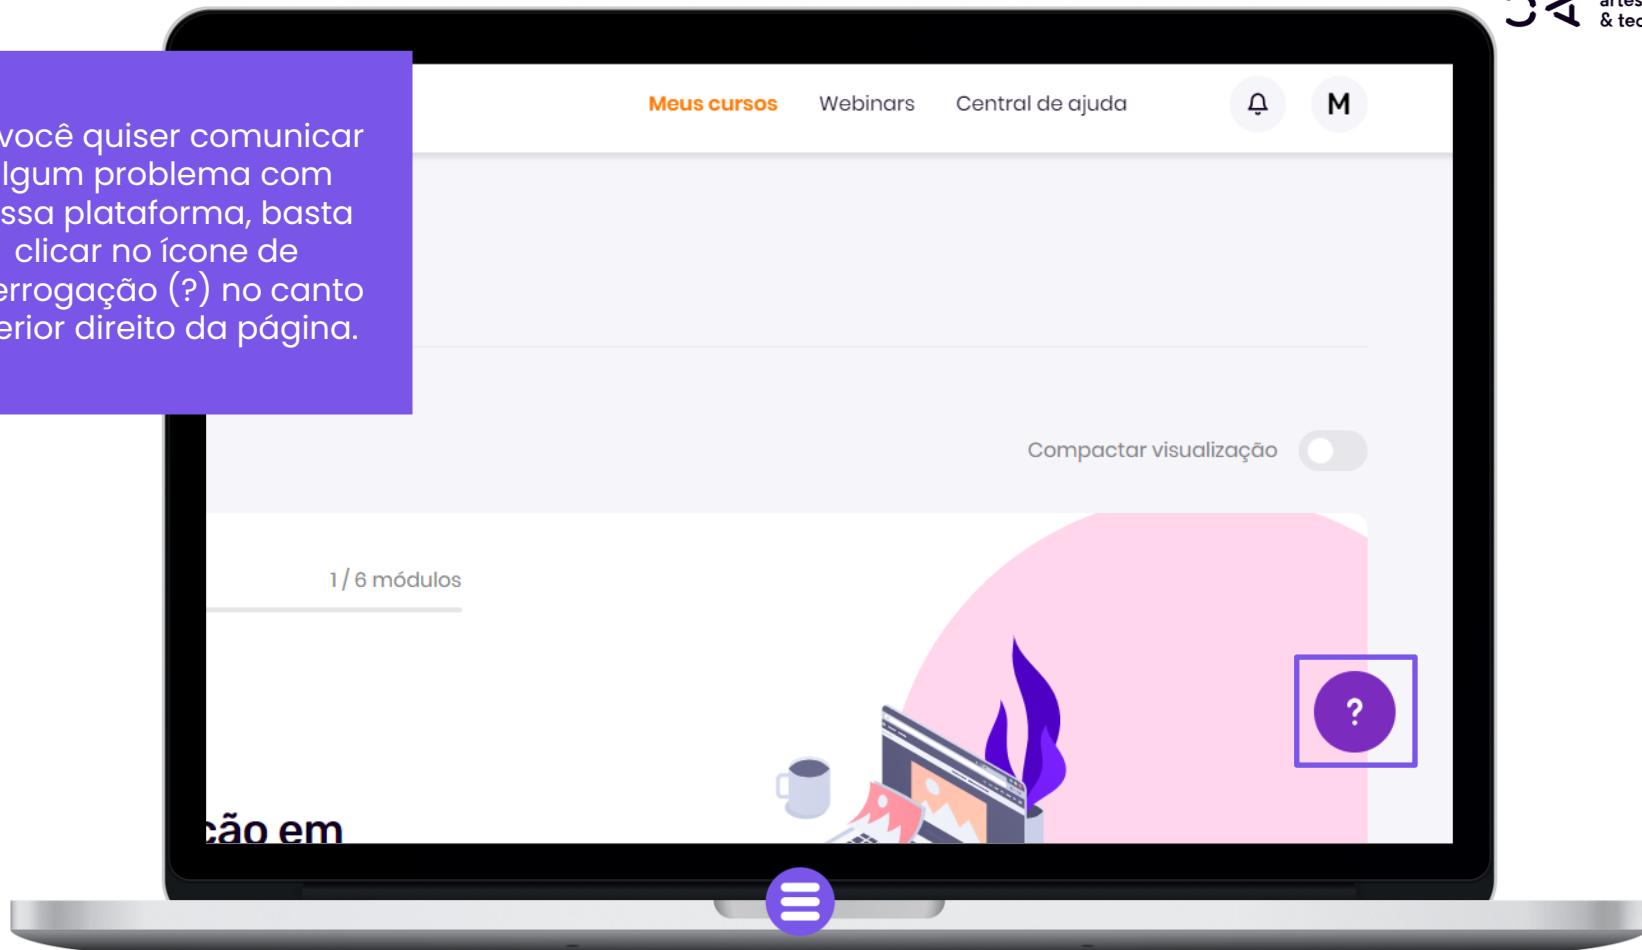 artes
& tec
Meus cursos Webinars Central de ajuda M
você quiser comunicar
lgum problema com
ssa plataforma, basta
clicar no ícone de
errogação (?) no canto
erior direito da página.
Compactar visualização
1 / 6 módulos
?
ção em